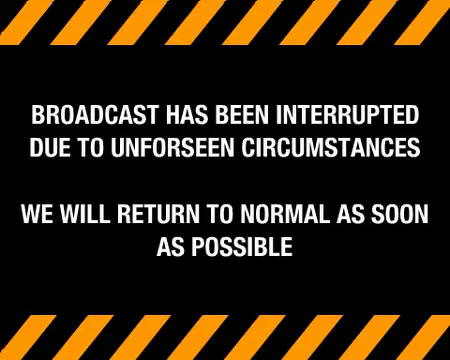 BROADCAST HAS BEEN INTERRUPTED
DUE TO UNFORSEEN CIRCUMSTANCES
WE WILL RETURN TO NORMAL AS SOON
AS POSSIBLE